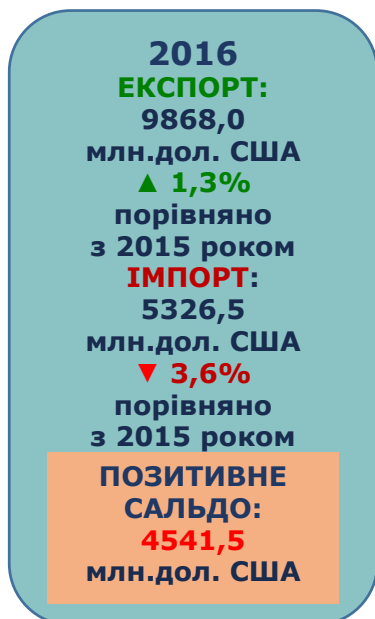 2016
ЕКСПОРТ:
9868,0
млн.дол. США
▲ 1,3%
порівняно
з 2015 роком
ІМПОРТ:
5326,5
млн.дол. США
▼ 3,6%
порівняно
з 2015 роком
ПОЗИТИВНЕ
САЛЬДО:
4541,5
млн.дол. США